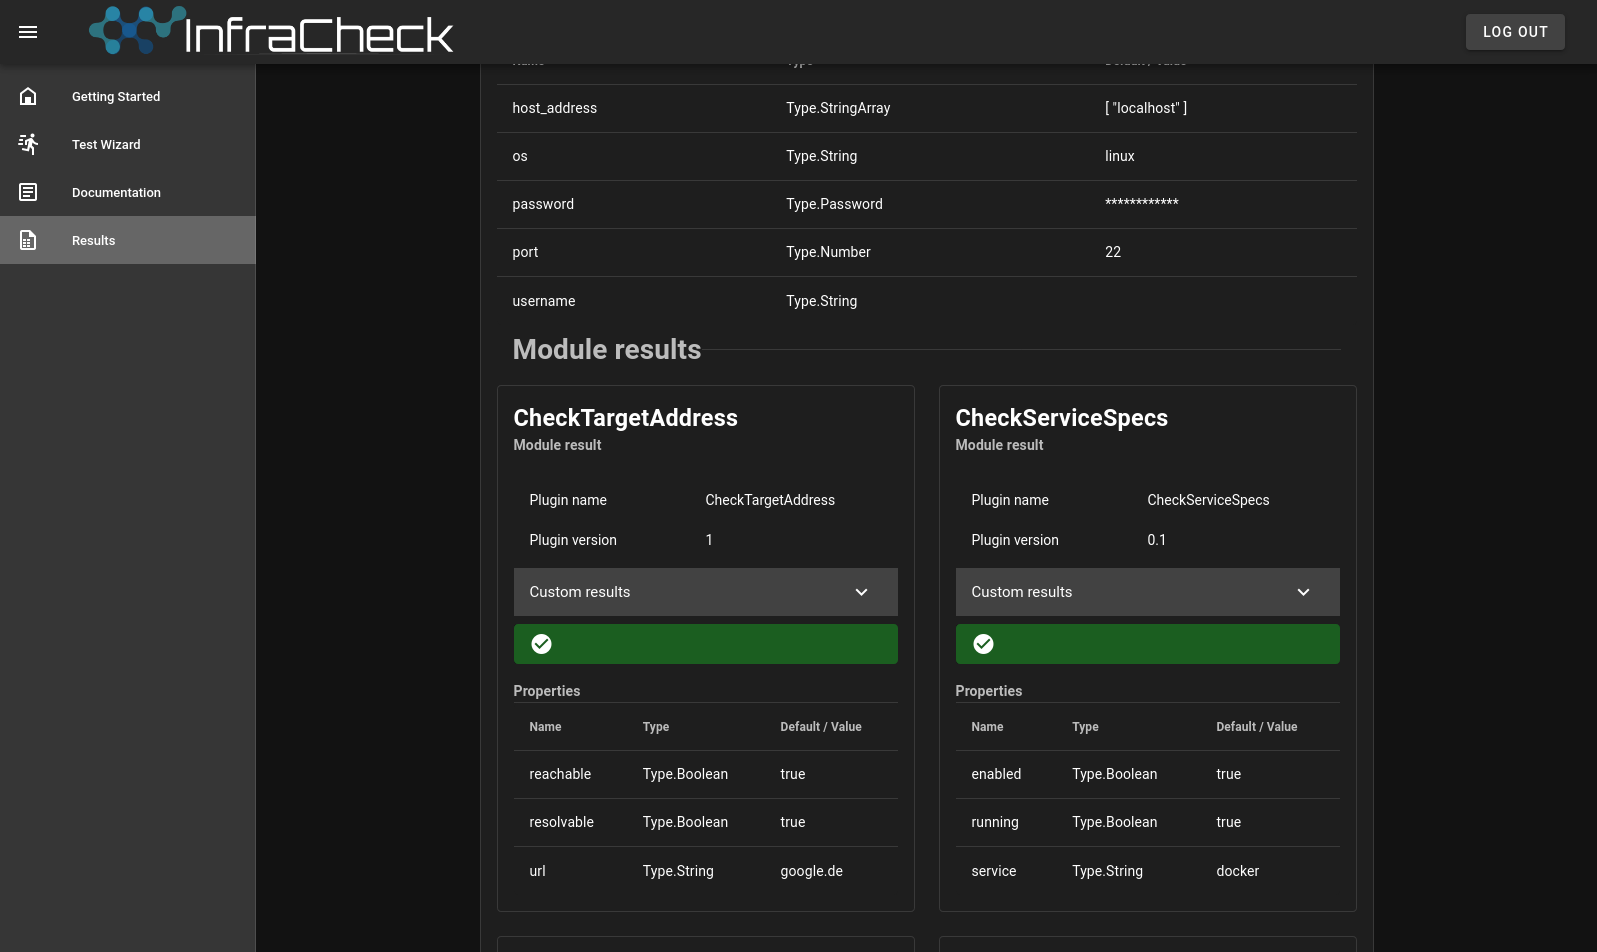 InfraCheck
LOG OUT
Getting Started
Test Wizard
Documentation
Results
host_address Type.StringArray [ "localhost" ]
os Type.String linux
password Type.Password ************
port Type.Number 22
username Type.String
Module results
CheckTargetAddress
Module result
Plugin name CheckTargetAddress
Plugin version 1
Custom results
Properties
Name Type Default / Value
reachable Type.Boolean true
resolvable Type.Boolean true
url Type.String google.de
CheckServiceSpecs
Module result
Plugin name CheckServiceSpecs
Plugin version 0.1
Custom results
Properties
Name Type Default / Value
enabled Type.Boolean true
running Type.Boolean true
service Type.String docker